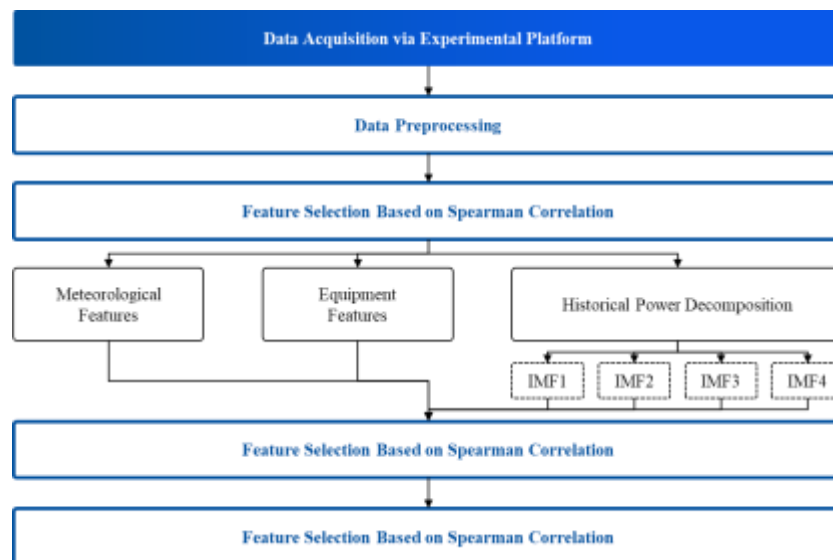 Data Acquisition via Experimental Platform
Data Preprocessing
Feature Selection Based on Spearman Correlation
Meteorological
Features
Equipment
Features
Historical Power Decomposition
IMF1
IMF2
IMF3
IMF4
Feature Selection Based on Spearman Correlation
Feature Selection Based on Spearman Correlation